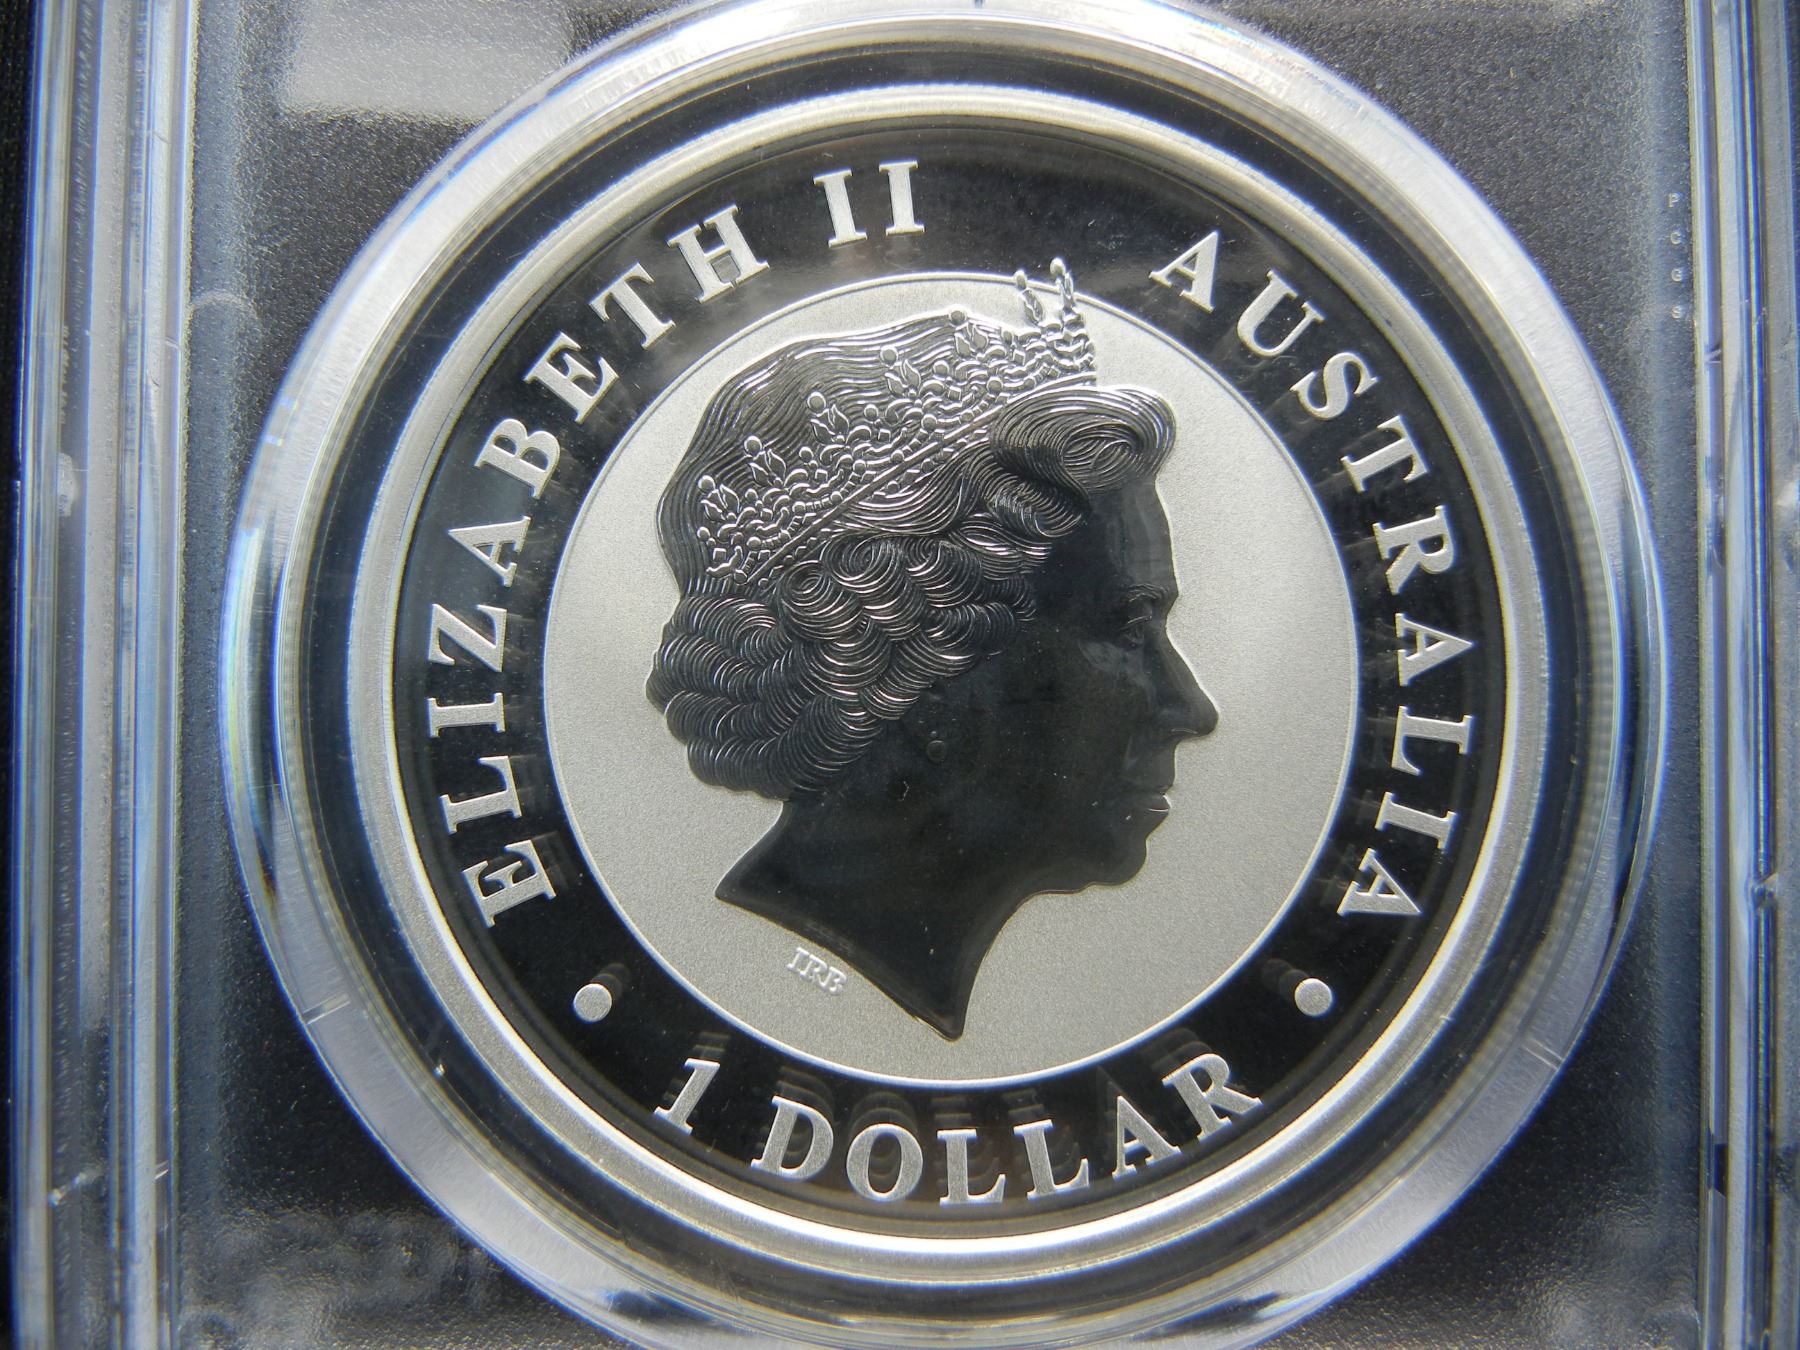 ELIZABETH II AUSTRALIA
IRB
• 1 DOLLAR •
PCGS